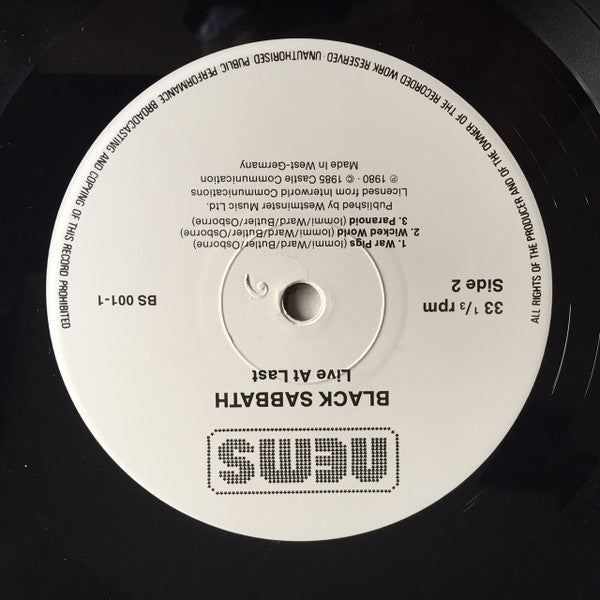 nems
BLACK SABBATH
Live At Last
33 1/3 rpm
Side 2
BS 001-1
1. War Pigs (Iommi/Ward/Butler/Osborne)
2. Wicked World (Iommi/Ward/Butler/Osborne)
3. Paranoid (Iommi/Ward/Butler/Osborne)
Published by Westminster Music Ltd.
Licensed from Interworld Communications
℗ 1980 · © 1985 Castle Communication
Made in West-Germany
ALL RIGHTS OF THE PRODUCER AND OF THE OWNER OF THE RECORDED WORK RESERVED UNAUTHORISED PUBLIC PERFORMANCE BROADCASTING AND COPYING OF THIS RECORD PROHIBITED